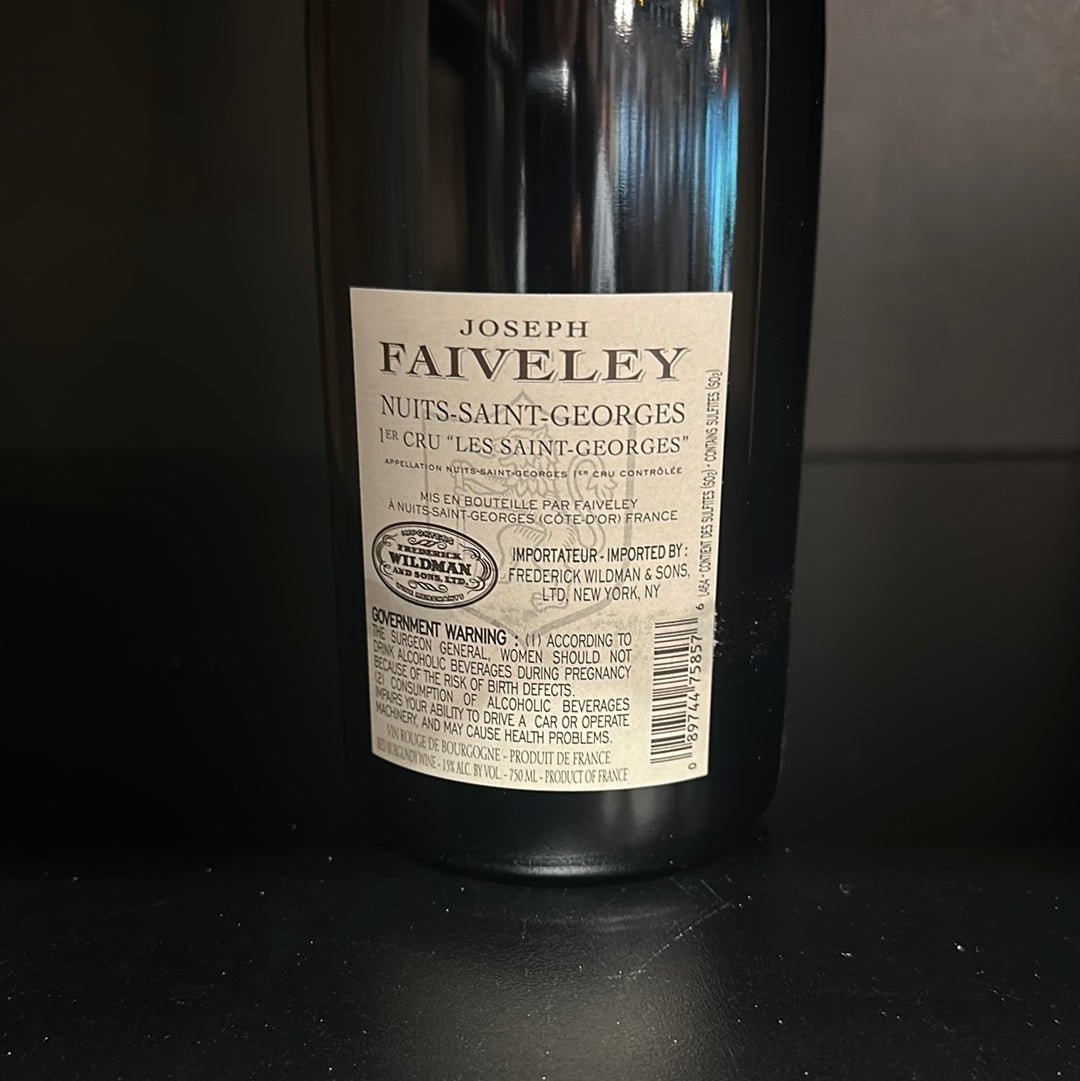 JOSEPH
FAIVELEY
NUITS-SAINT-GEORGES
1ER CRU "LES SAINT-GEORGES"
APPELLATION NUITS-SAINT-GEORGES 1ER CRU CONTRÔLÉE
MIS EN BOUTEILLE PAR FAIVELEY
À NUITS-SAINT-GEORGES (CÔTE-D'OR) FRANCE
IMPORTERS
FREDERICK
WILDMAN
AND SONS, LTD.
WINE MERCHANTS
IMPORTATEUR - IMPORTED BY :
FREDERICK WILDMAN & SONS,
LTD, NEW YORK, NY
GOVERNMENT WARNING : (1) ACCORDING TO
THE SURGEON GENERAL, WOMEN SHOULD NOT
DRINK ALCOHOLIC BEVERAGES DURING PREGNANCY
BECAUSE OF THE RISK OF BIRTH DEFECTS.
(2) CONSUMPTION OF ALCOHOLIC BEVERAGES
IMPAIRS YOUR ABILITY TO DRIVE A CAR OR OPERATE
MACHINERY, AND MAY CAUSE HEALTH PROBLEMS.
VIN ROUGE DE BOURGOGNE - PRODUIT DE FRANCE
RED BURGUNDY WINE - 15% ALC. BY VOL. - 750 ML - PRODUCT OF FRANCE
0 89744 75857 6
L464 - CONTIENT DES SULFITES (SO2) - CONTAINS SULFITES (SO2)